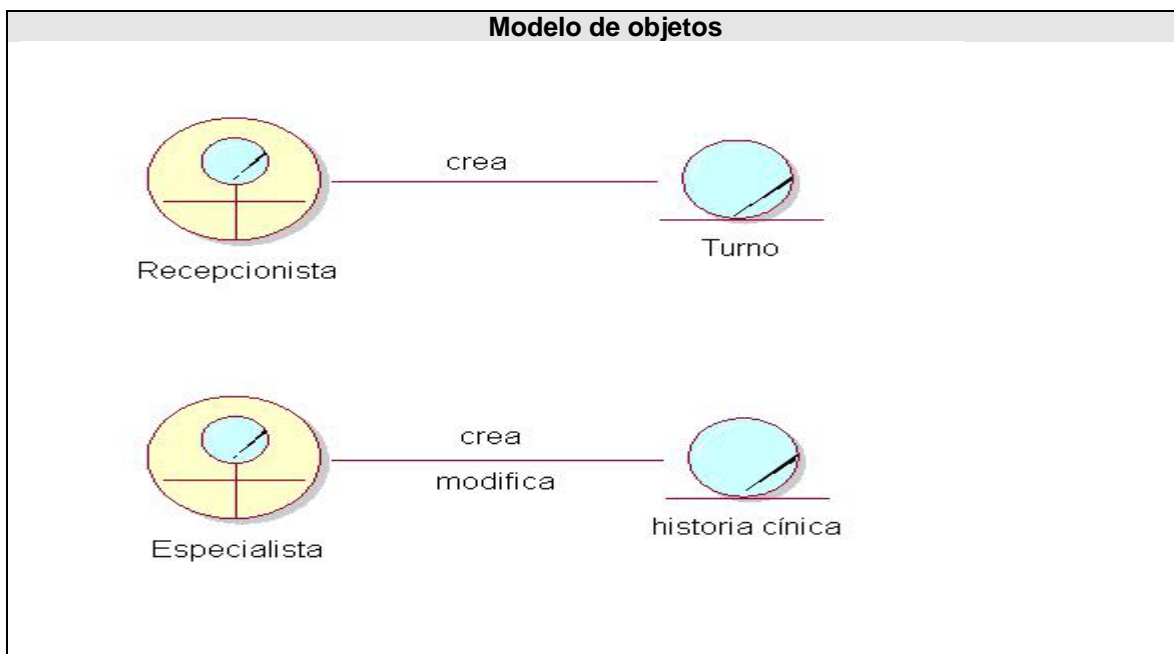 Modelo de objetos
crea
Recepcionista
Turno
crea
modifica
Especialista
historia cínica